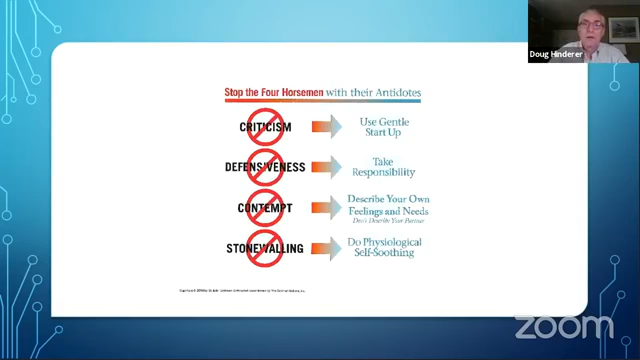 Doug Hinderer
Stop the Four Horsemen with their Antidotes
CRITICISM
Use Gentle
Start Up
DEFENSIVENESS
Take
Responsibility
CONTEMPT
Describe Your Own
Feelings and Needs
Don't Describe Your Partner
STONEWALLING
Do Physiological
Self-Soothing
zoom